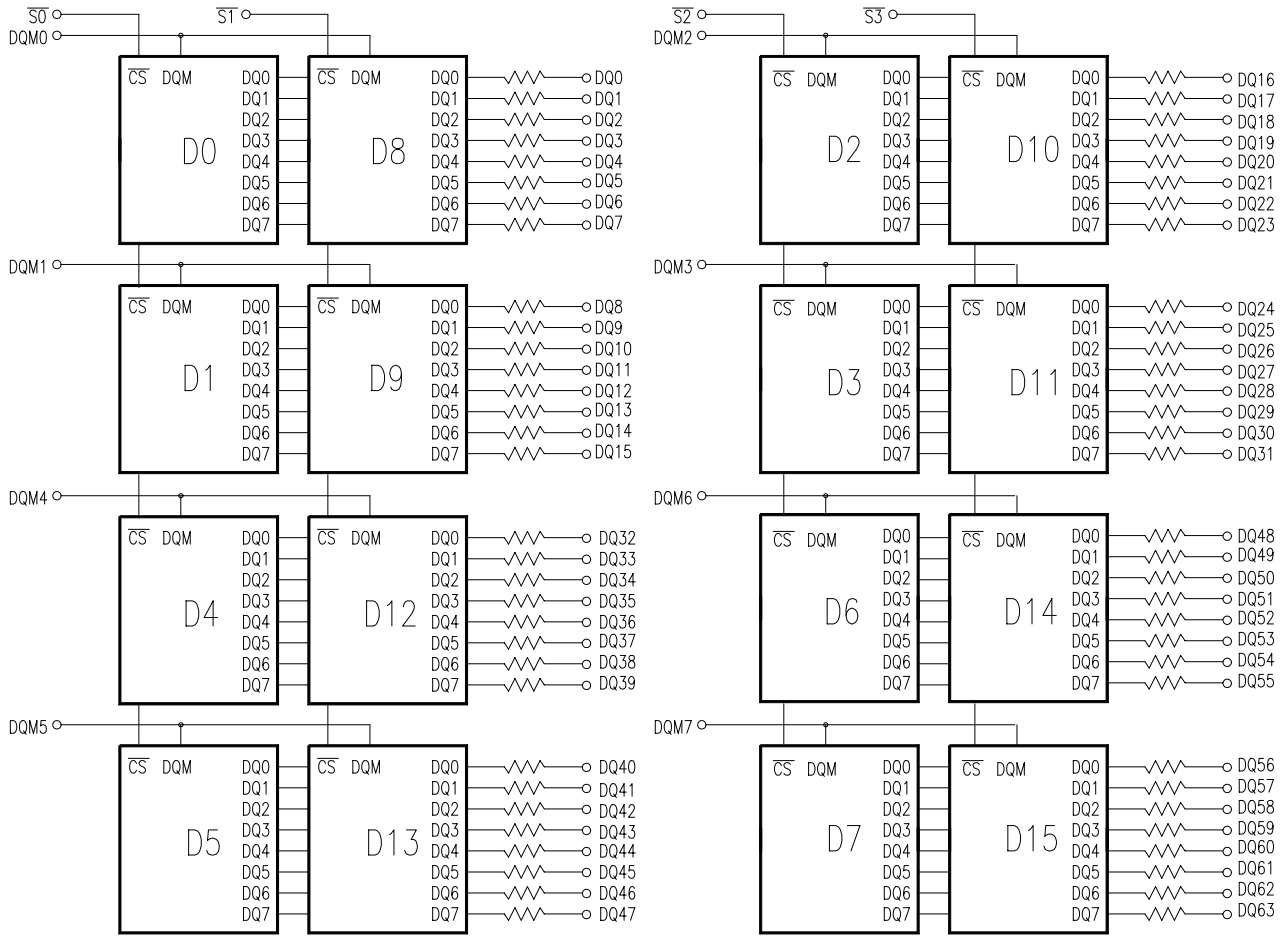 S0 S1 S2 S3
DQM0 DQM2
CS DQM DQ0 CS DQM DQ0 DQ0 CS DQM DQ0 CS DQM DQ0 DQ16
DQ1 DQ1 DQ1 DQ1 DQ1 DQ17
DQ2 DQ2 DQ2 DQ2 DQ2 DQ18
D0 DQ3 D8 DQ3 DQ3 D2 DQ3 D10 DQ3 DQ19
DQ4 DQ4 DQ4 DQ4 DQ4 DQ20
DQ5 DQ5 DQ5 DQ5 DQ5 DQ21
DQ6 DQ6 DQ6 DQ6 DQ6 DQ22
DQ7 DQ7 DQ7 DQ7 DQ7 DQ23
DQM1 DQM3
CS DQM DQ0 CS DQM DQ0 DQ8 CS DQM DQ0 CS DQM DQ0 DQ24
DQ1 DQ1 DQ9 DQ1 DQ1 DQ25
DQ2 DQ2 DQ10 DQ2 DQ2 DQ26
D1 DQ3 D9 DQ3 DQ11 D3 DQ3 D11 DQ3 DQ27
DQ4 DQ4 DQ12 DQ4 DQ4 DQ28
DQ5 DQ5 DQ13 DQ5 DQ5 DQ29
DQ6 DQ6 DQ14 DQ6 DQ6 DQ30
DQ7 DQ7 DQ15 DQ7 DQ7 DQ31
DQM4 DQM6
CS DQM DQ0 CS DQM DQ0 DQ32 CS DQM DQ0 CS DQM DQ0 DQ48
DQ1 DQ1 DQ33 DQ1 DQ1 DQ49
DQ2 DQ2 DQ34 DQ2 DQ2 DQ50
D4 DQ3 D12 DQ3 DQ35 D6 DQ3 D14 DQ3 DQ51
DQ4 DQ4 DQ36 DQ4 DQ4 DQ52
DQ5 DQ5 DQ37 DQ5 DQ5 DQ53
DQ6 DQ6 DQ38 DQ6 DQ6 DQ54
DQ7 DQ7 DQ39 DQ7 DQ7 DQ55
DQM5 DQM7
CS DQM DQ0 CS DQM DQ0 DQ40 CS DQM DQ0 CS DQM DQ0 DQ56
DQ1 DQ1 DQ41 DQ1 DQ1 DQ57
DQ2 DQ2 DQ42 DQ2 DQ2 DQ58
D5 DQ3 D13 DQ3 DQ43 D7 DQ3 D15 DQ3 DQ59
DQ4 DQ4 DQ44 DQ4 DQ4 DQ60
DQ5 DQ5 DQ45 DQ5 DQ5 DQ61
DQ6 DQ6 DQ46 DQ6 DQ6 DQ62
DQ7 DQ7 DQ47 DQ7 DQ7 DQ63